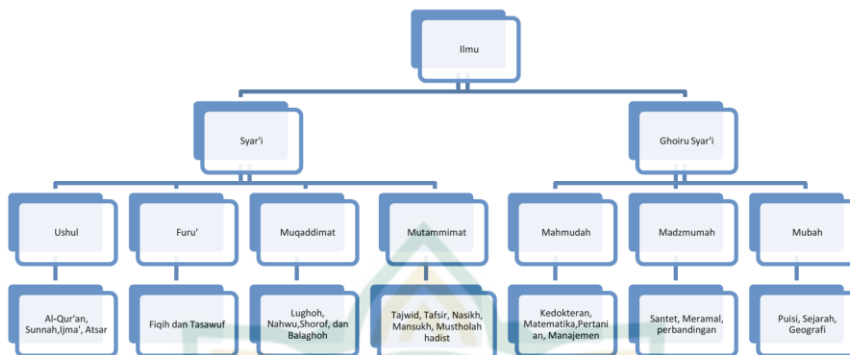 Ilmu
Syar'i
Ghoiru Syar'i
Ushul
Furu'
Muqaddimat
Mutammimat
Mahmudah
Madzmumah
Mubah
Al-Qur'an,
Sunnah,Ijma', Atsar
Fiqih dan Tasawuf
Lughoh,
Nahwu,Shorof, dan
Balaghoh
Tajwid, Tafsir, Nasikh,
Mansukh, Mustholah
hadist
Kedokteran,
Matematika,Pertani
an, Manajemen
Santet, Meramal,
perbandingan
Puisi, Sejarah,
Geografi